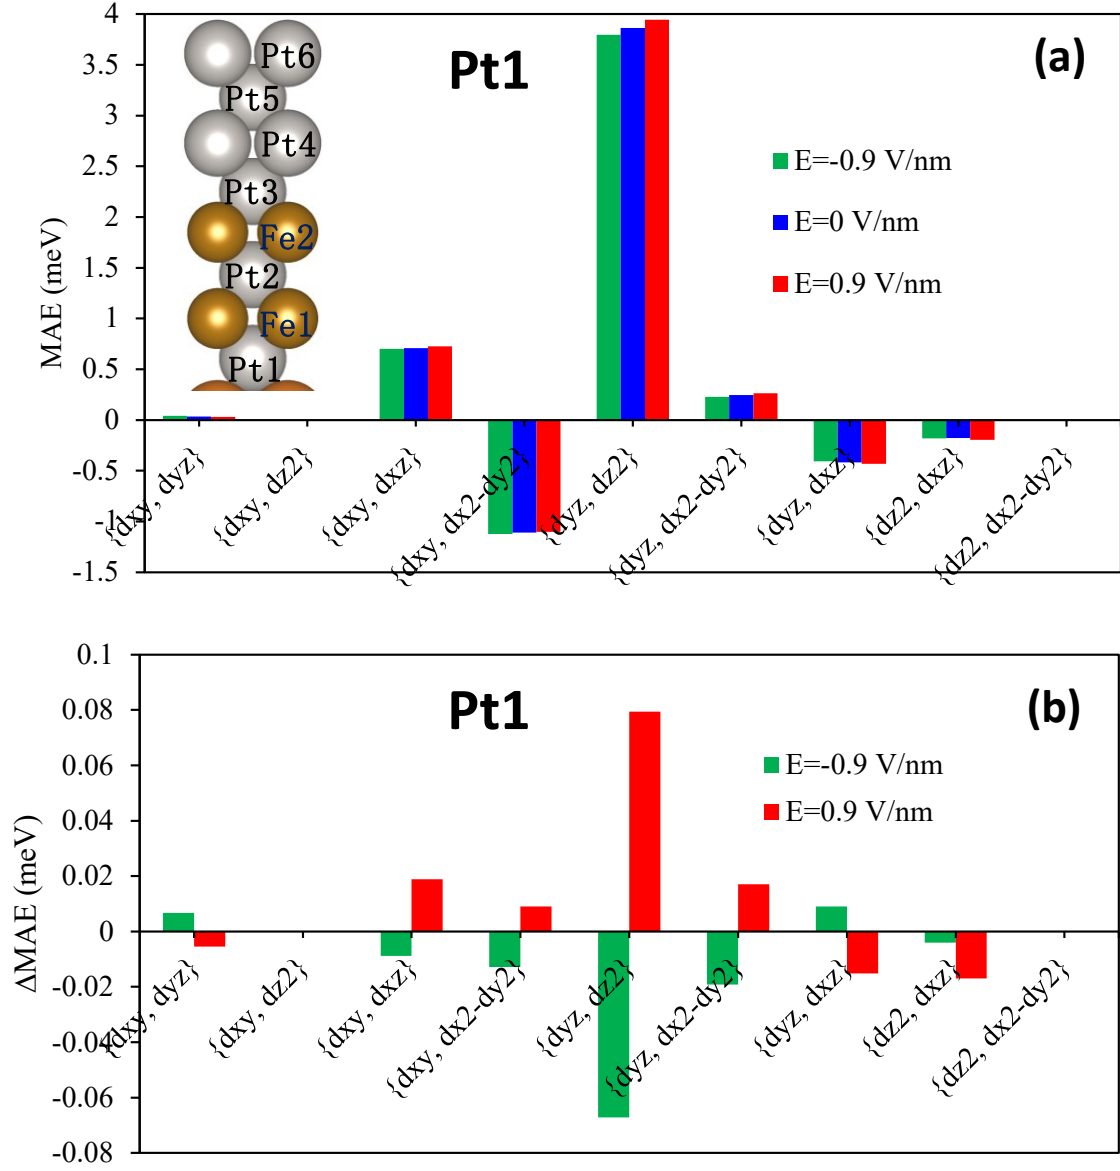 4
3.5
3
2.5
2
1.5
1
0.5
0
-0.5
-1
-1.5
MAE (meV)
Pt1
(a)
Pt6
Pt5
Pt4
Pt3
Fe2
Pt2
Fe1
Pt1
E=-0.9 V/nm
E=0 V/nm
E=0.9 V/nm
{dxy, dyz}
{dxy, dz2}
{dxy, dxz}
{dxy, dx2-dy2}
{dyz, dz2}
{dyz, dx2-dy2}
{dyz, dxz}
{dz2, dxz}
{dz2, dx2-dy2}
0.1
0.08
0.06
0.04
0.02
0
-0.02
-0.04
-0.06
-0.08
ΔMAE (meV)
Pt1
(b)
E=-0.9 V/nm
E=0.9 V/nm
{dxy, dyz}
{dxy, dz2}
{dxy, dxz}
{dxy, dx2-dy2}
{dyz, dz2}
{dyz, dx2-dy2}
{dyz, dxz}
{dz2, dxz}
{dz2, dx2-dy2}